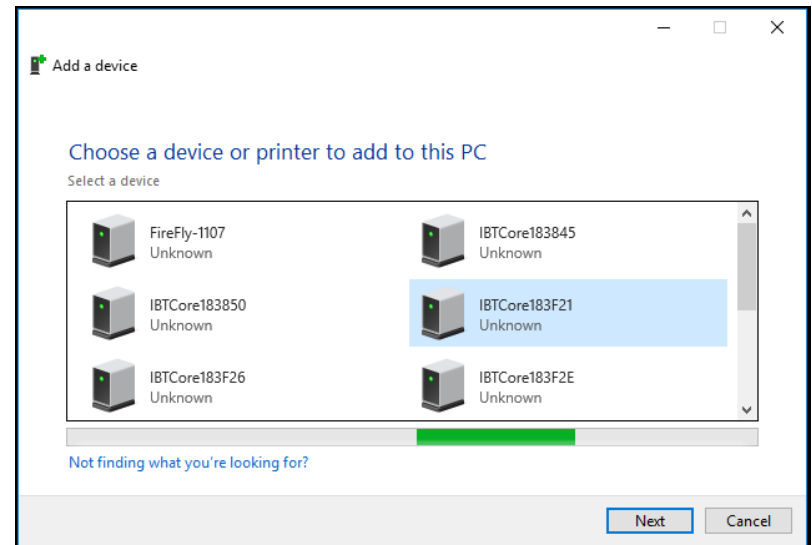 Add a device
Choose a device or printer to add to this PC
Select a device
FireFly-1107
Unknown
IBTCore183845
Unknown
IBTCore183850
Unknown
IBTCore183F21
Unknown
IBTCore183F26
Unknown
IBTCore183F2E
Unknown
Not finding what you're looking for?
Next
Cancel